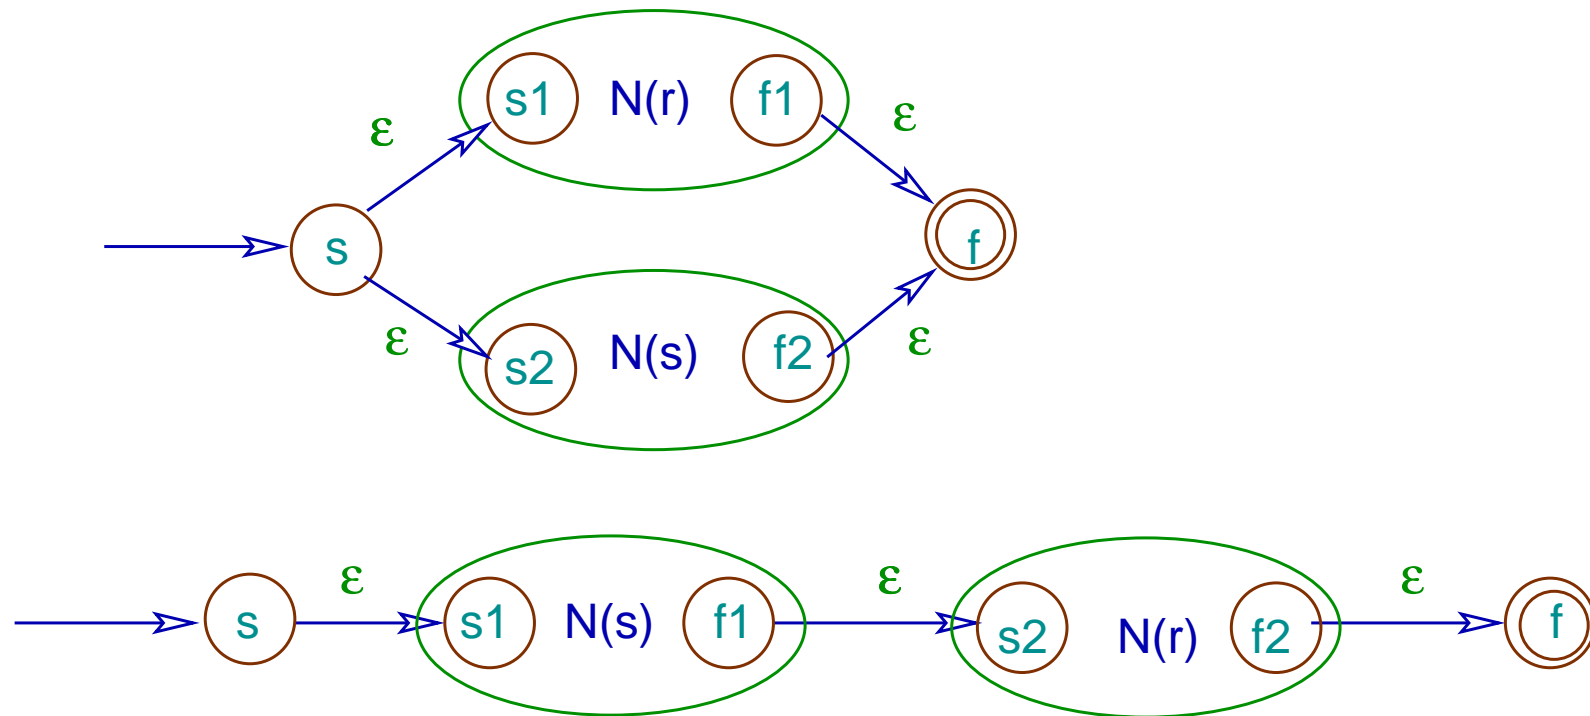 s1 N(r) f1
ε ε
s f
ε ε
s2 N(s) f2
ε ε ε
s s1 N(s) f1 s2 N(r) f2 f